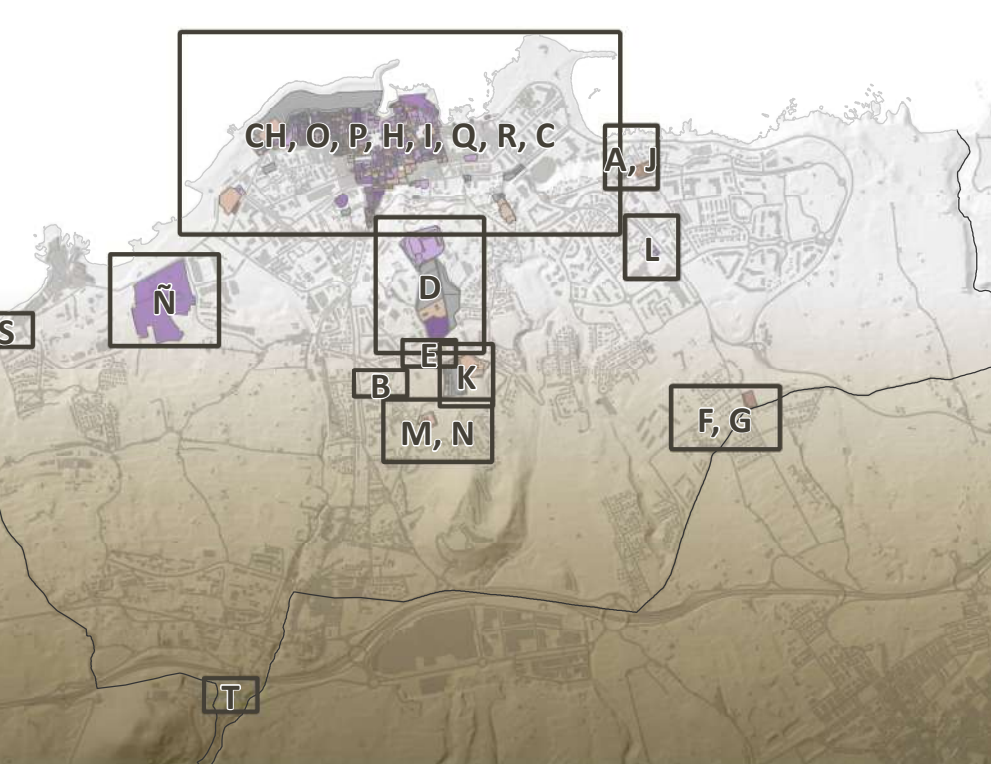 CH, O, P, H, I, Q, R, C
A, J
L
D
Ñ
S
E
K
B
F, G
M, N
T